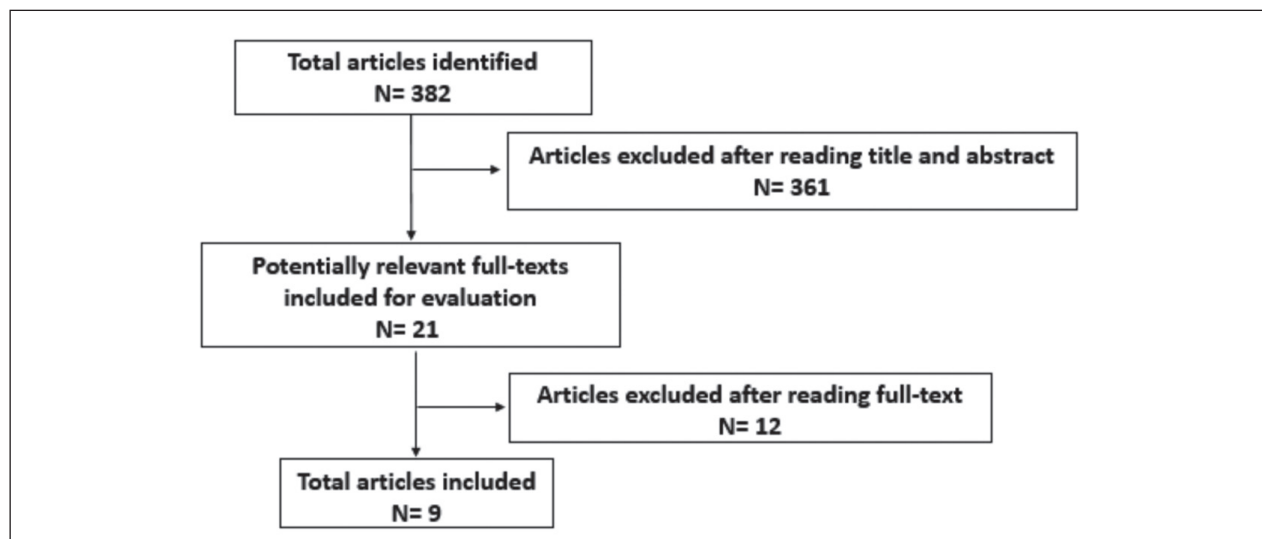 Total articles identified
N= 382
Articles excluded after reading title and abstract
N= 361
Potentially relevant full-texts
included for evaluation
N= 21
Articles excluded after reading full-text
N= 12
Total articles included
N= 9